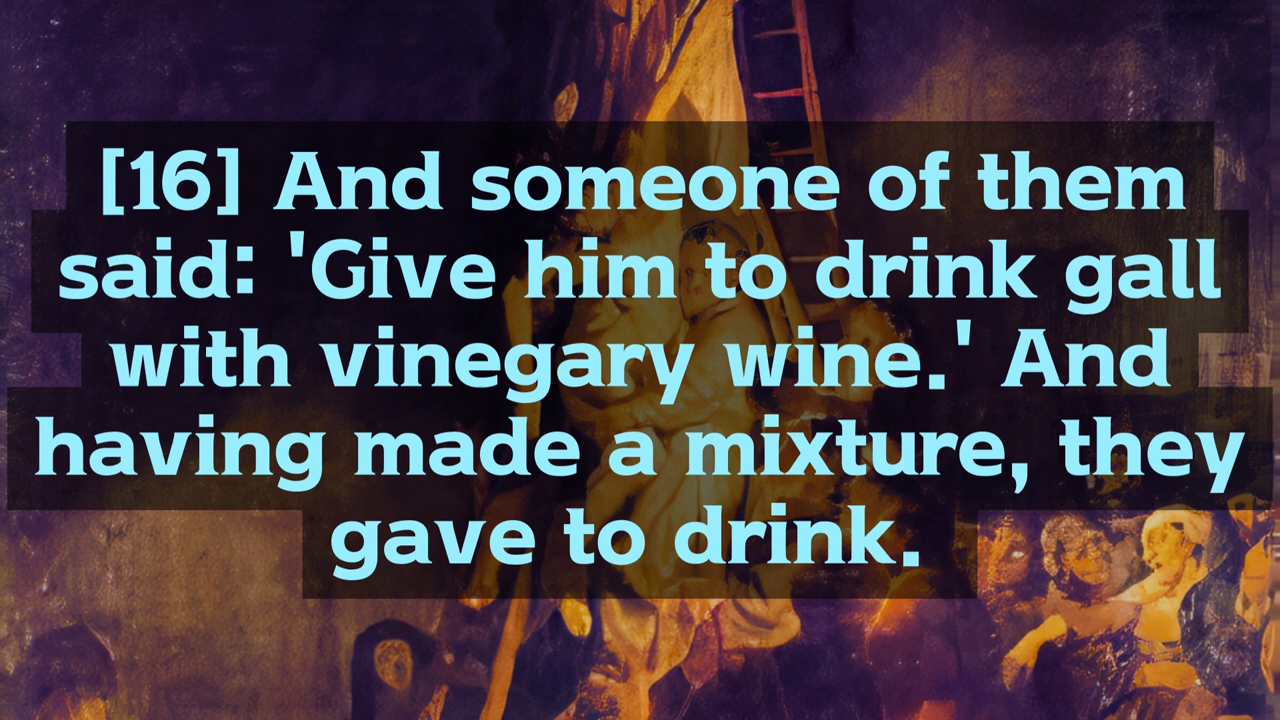 [16] And someone of them
said: 'Give him to drink gall
with vinegary wine.' And
having made a mixture, they
gave to drink.